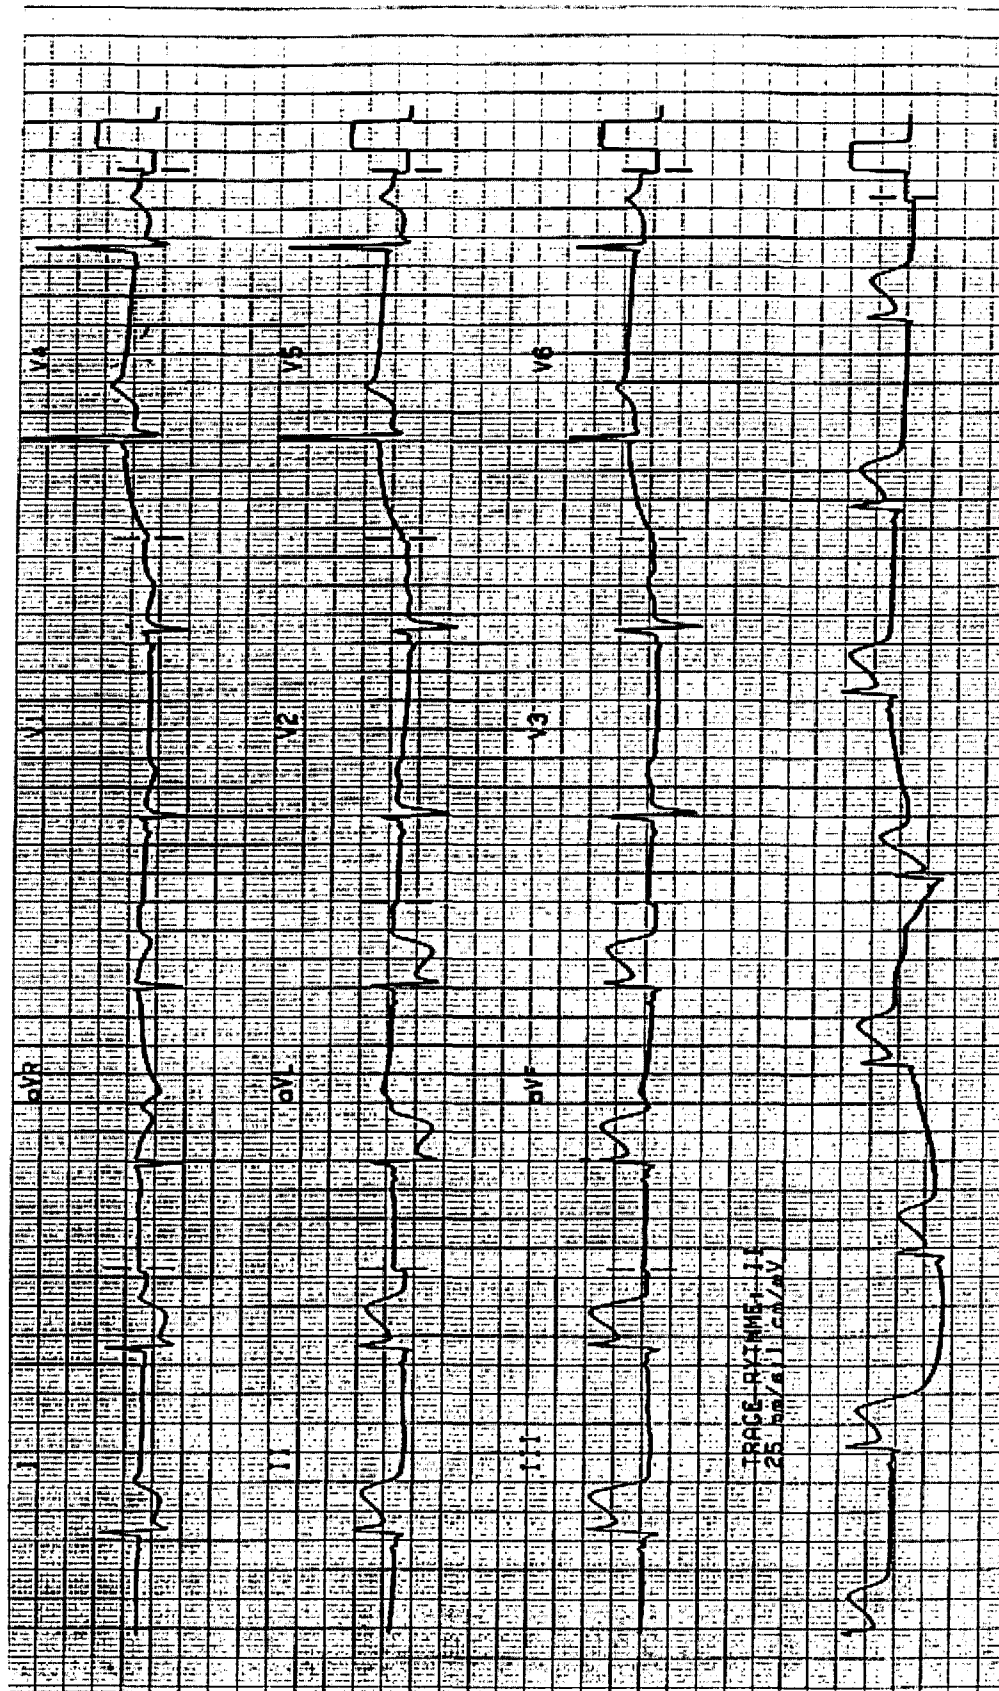 I aVR V1 V4
II aVL V2 V5
III aVF V3 V6
TRACE RYTHME: II
25 mm/s 1 cm/mV